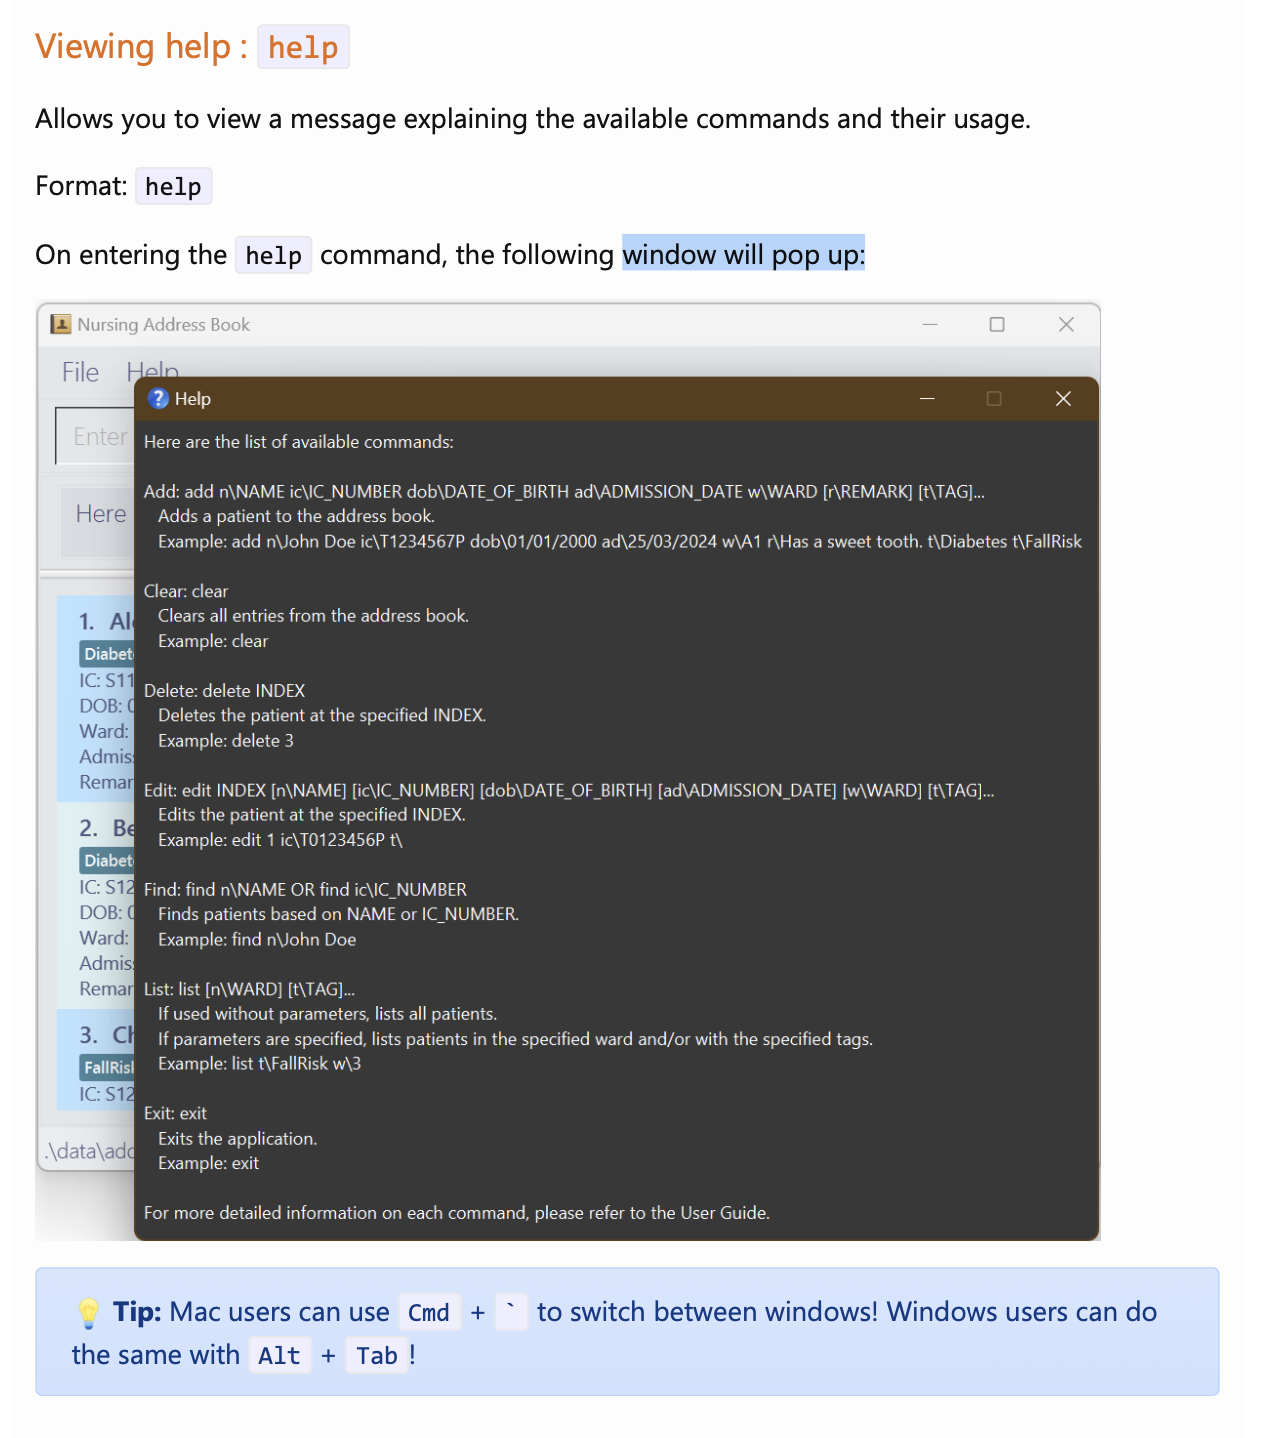 Viewing help : help
Allows you to view a message explaining the available commands and their usage.
Format: help
On entering the help command, the following window will pop up:
Nursing Address Book
File Help
Enter
Here
Help
Here are the list of available commands:
Add: add n\NAME ic\IC_NUMBER dob\DATE_OF_BIRTH ad\ADMISSION_DATE w\WARD [r\REMARK] [t\TAG]...
Adds a patient to the address book.
Example: add n\John Doe ic\T1234567P dob\01/01/2000 ad\25/03/2024 w\A1 r\Has a sweet tooth. t\Diabetes t\FallRisk
Clear: clear
Clears all entries from the address book.
Example: clear
Delete: delete INDEX
Deletes the patient at the specified INDEX.
Example: delete 3
Edit: edit INDEX [n\NAME] [ic\IC_NUMBER] [dob\DATE_OF_BIRTH] [ad\ADMISSION_DATE] [w\WARD] [t\TAG]...
Edits the patient at the specified INDEX.
Example: edit 1 ic\T0123456P t\
Find: find n\NAME OR find ic\IC_NUMBER
Finds patients based on NAME or IC_NUMBER.
Example: find n\John Doe
List: list [n\WARD] [t\TAG]...
If used without parameters, lists all patients.
If parameters are specified, lists patients in the specified ward and/or with the specified tags.
Example: list t\FallRisk w\3
Exit: exit
Exits the application.
Example: exit
For more detailed information on each command, please refer to the User Guide.
1. Al
Diabet
IC: S11
DOB: 0
Ward:
Admis
Remar
2. Be
Diabet
IC: S12
DOB: 0
Ward:
Admis
Remar
3. Ch
FallRis
IC: S12
.\data\add
Tip: Mac users can use Cmd + ` to switch between windows! Windows users can do
the same with Alt + Tab !